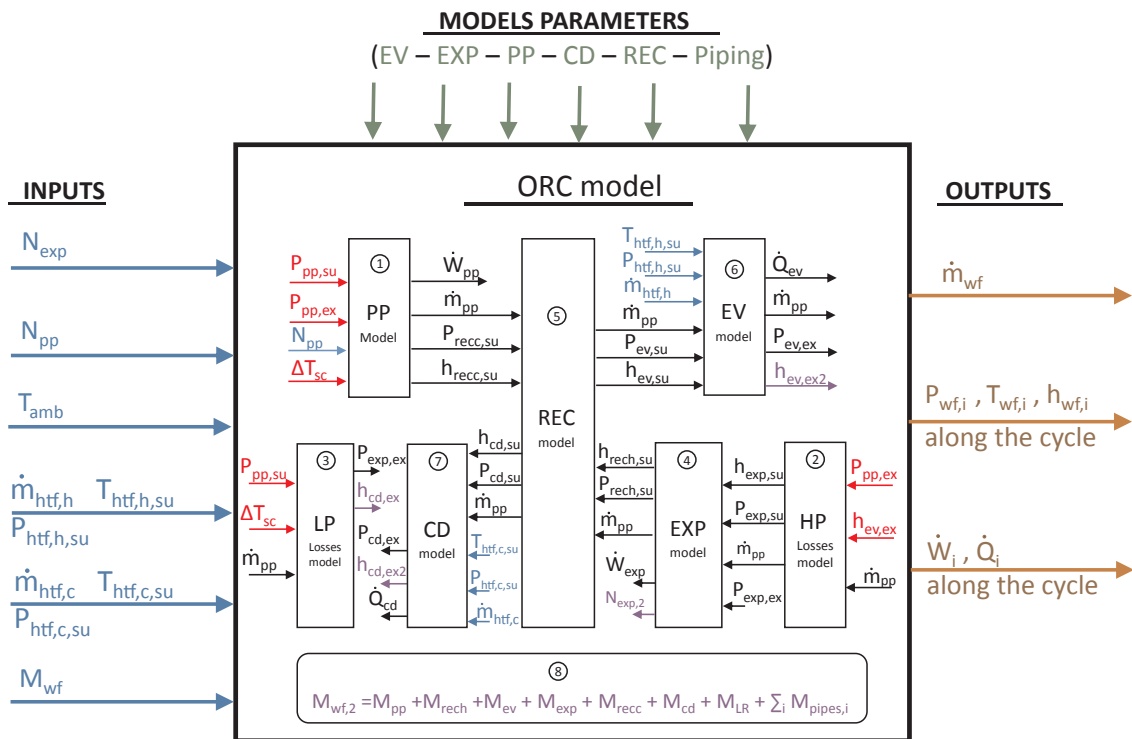 MODELS PARAMETERS
(EV – EXP – PP – CD – REC – Piping)
INPUTS
N_exp
N_pp
T_amb
ṁ_htf,h T_htf,h,su
P_htf,h,su
ṁ_htf,c T_htf,c,su
P_htf,c,su
M_wf
ORC model
①
PP
Model
P_pp,su
P_pp,ex
N_pp
ΔT_sc
Ẇ_pp
ṁ_pp
P_recc,su
h_recc,su
⑤
REC
model
T_htf,h,su
P_htf,h,su
ṁ_htf,h
ṁ_pp
P_ev,su
h_ev,su
⑥
EV
model
Q̇_ev
ṁ_pp
P_ev,ex
h_ev,ex2
P_pp,su
ΔT_sc
ṁ_pp
③
LP
Losses
model
P_exp,ex
h_cd,ex
P_cd,ex
h_cd,ex2
Q̇_cd
⑦
CD
model
h_cd,su
P_cd,su
ṁ_pp
T_htf,c,su
P_htf,c,su
ṁ_htf,c
h_rech,su
P_rech,su
ṁ_pp
Ẇ_exp
N_exp,2
④
EXP
model
h_exp,su
P_exp,su
ṁ_pp
P_exp,ex
②
HP
Losses
model
P_pp,ex
h_ev,ex
ṁ_pp
⑧
M_wf,2 =M_pp +M_rech +M_ev + M_exp + M_recc + M_cd + M_LR + ∑_i M_pipes,i
OUTPUTS
ṁ_wf
P_wf,i , T_wf,i , h_wf,i
along the cycle
Ẇ_i , Q̇_i
along the cycle